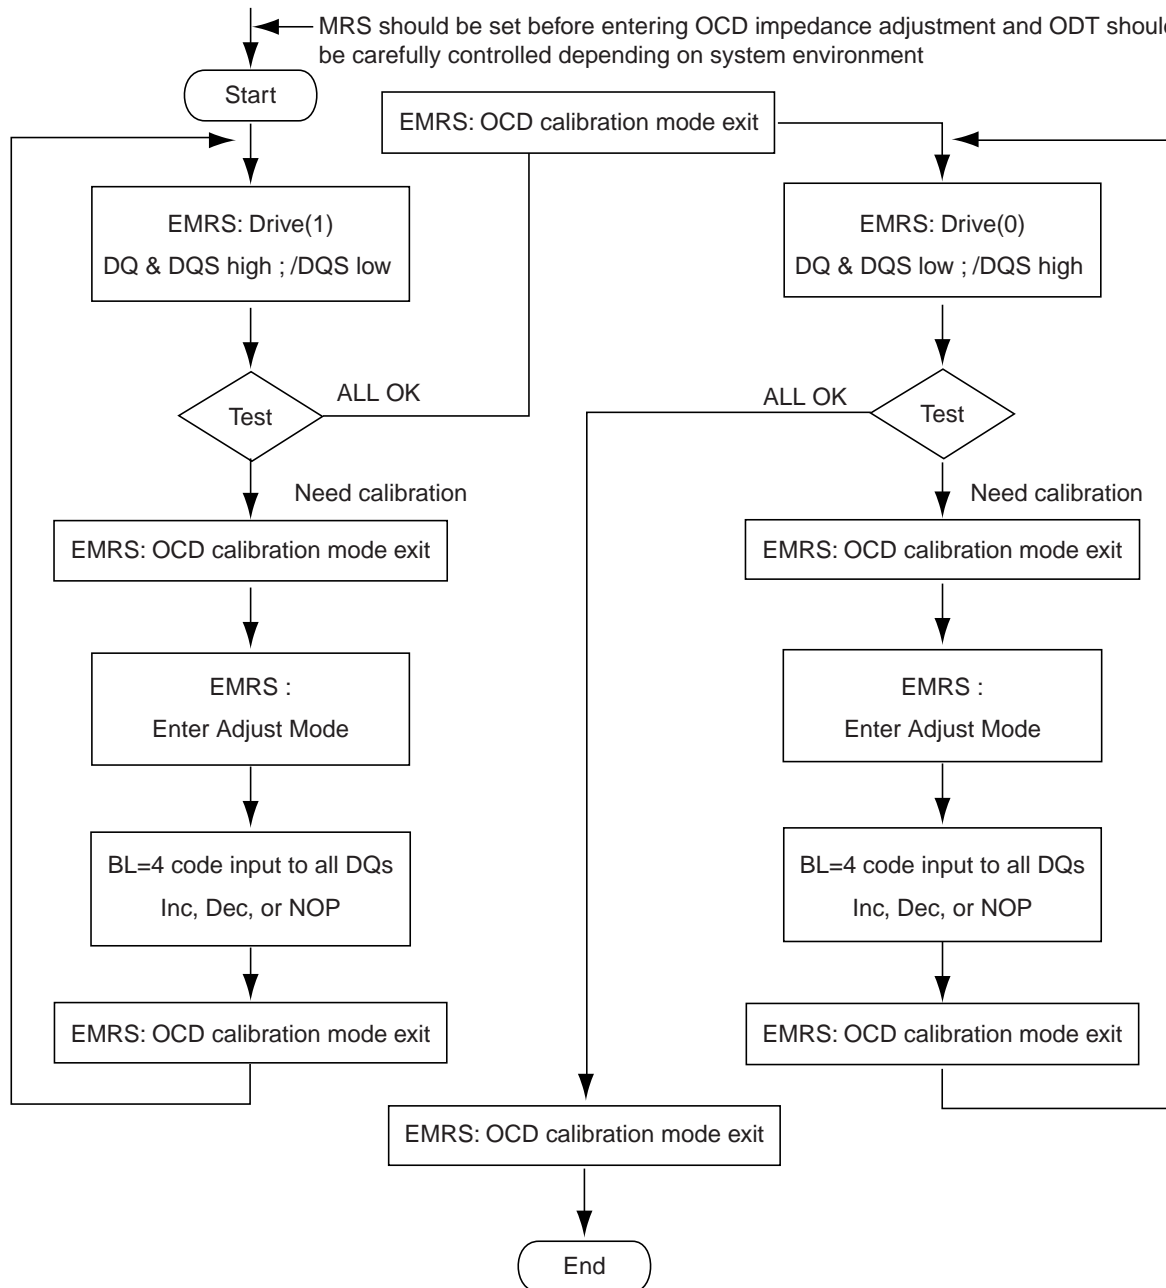 MRS should be set before entering OCD impedance adjustment and ODT should
be carefully controlled depending on system environment
Start
EMRS: OCD calibration mode exit
EMRS: Drive(1)
DQ & DQS high ; /DQS low
EMRS: Drive(0)
DQ & DQS low ; /DQS high
Test
ALL OK
ALL OK
Test
Need calibration
Need calibration
EMRS: OCD calibration mode exit
EMRS: OCD calibration mode exit
EMRS :
Enter Adjust Mode
EMRS :
Enter Adjust Mode
BL=4 code input to all DQs
Inc, Dec, or NOP
BL=4 code input to all DQs
Inc, Dec, or NOP
EMRS: OCD calibration mode exit
EMRS: OCD calibration mode exit
EMRS: OCD calibration mode exit
End